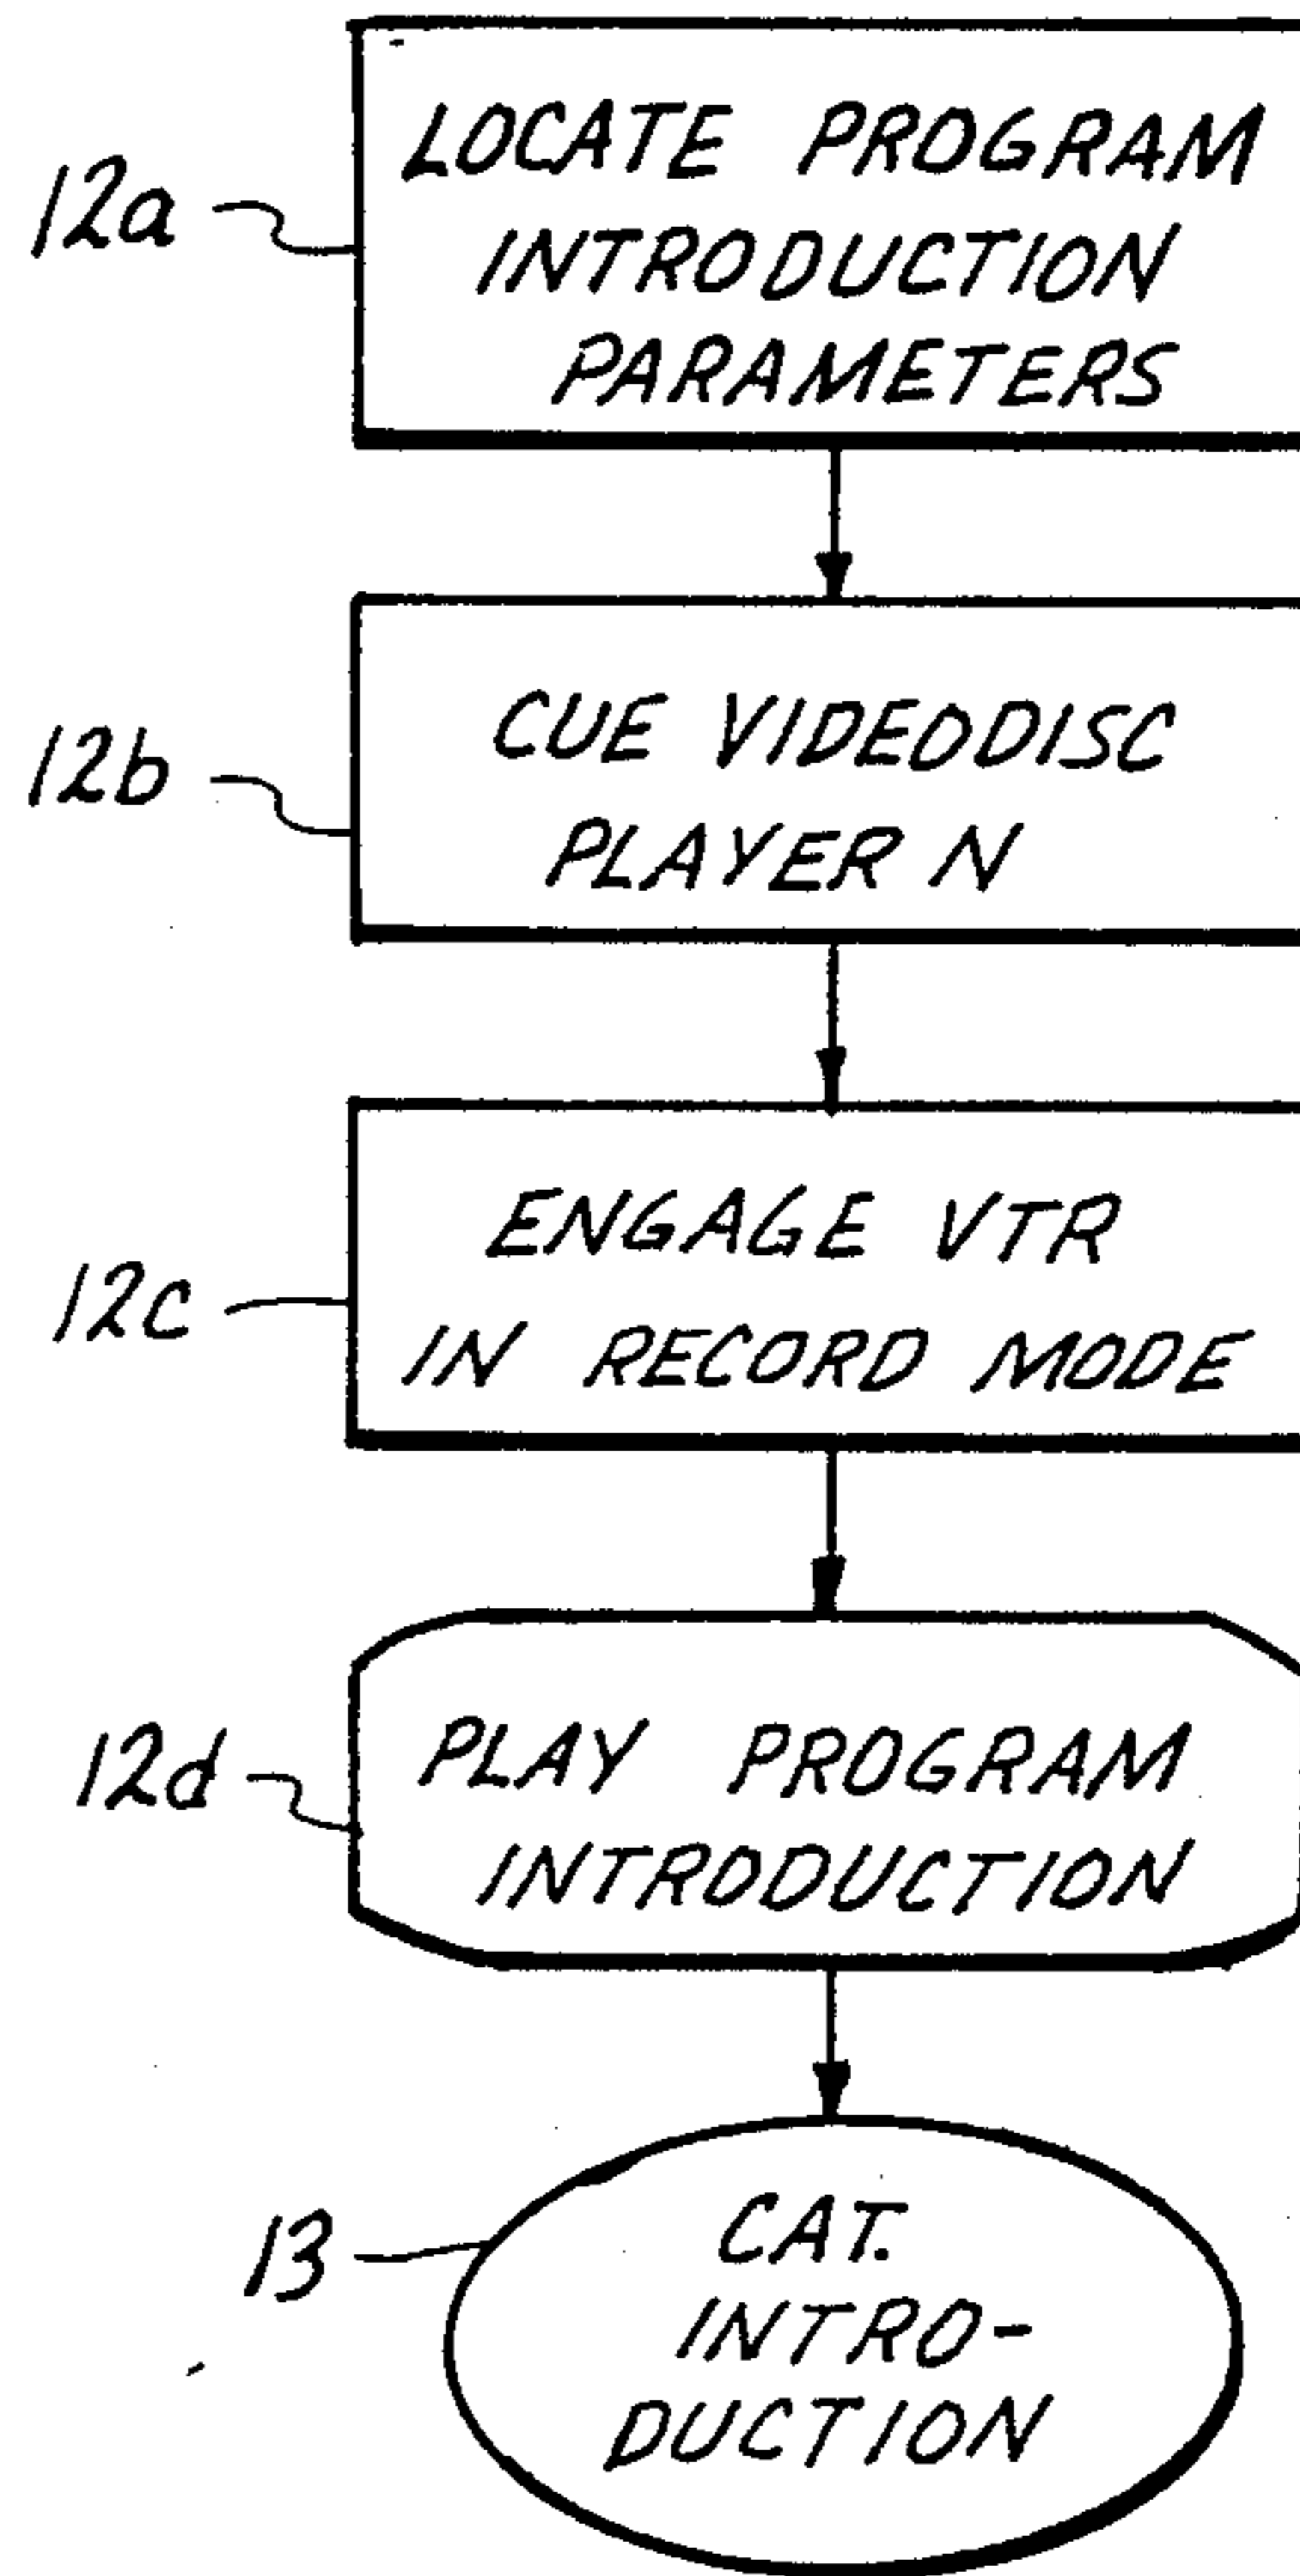 12a
LOCATE PROGRAM
INTRODUCTION
PARAMETERS
12b
CUE VIDEODISC
PLAYER N
12c
ENGAGE VTR
IN RECORD MODE
12d
PLAY PROGRAM
INTRODUCTION
13
CAT.
INTRO-
DUCTION